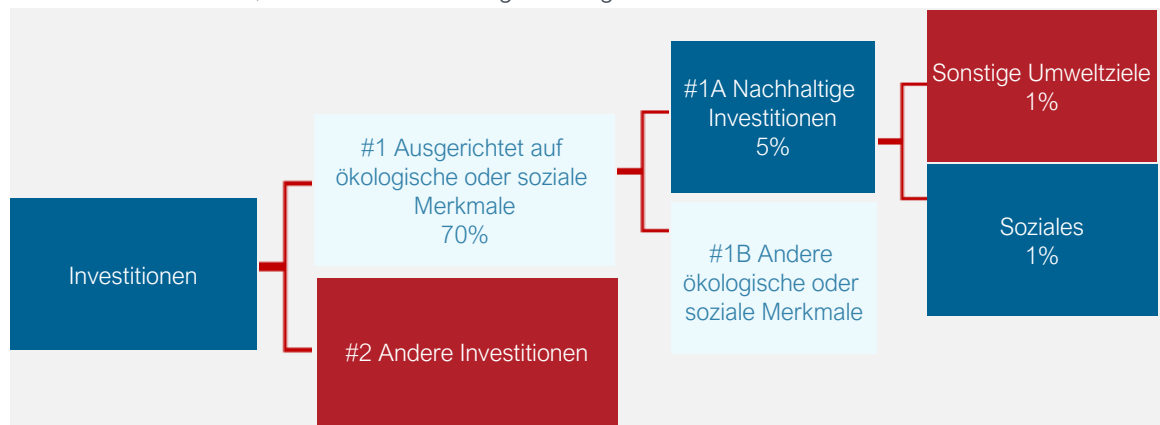 Investitionen
#1 Ausgerichtet auf
ökologische oder soziale
Merkmale
70%
#2 Andere Investitionen
#1A Nachhaltige
Investitionen
5%
#1B Andere
ökologische oder
soziale Merkmale
Sonstige Umweltziele
1%
Soziales
1%